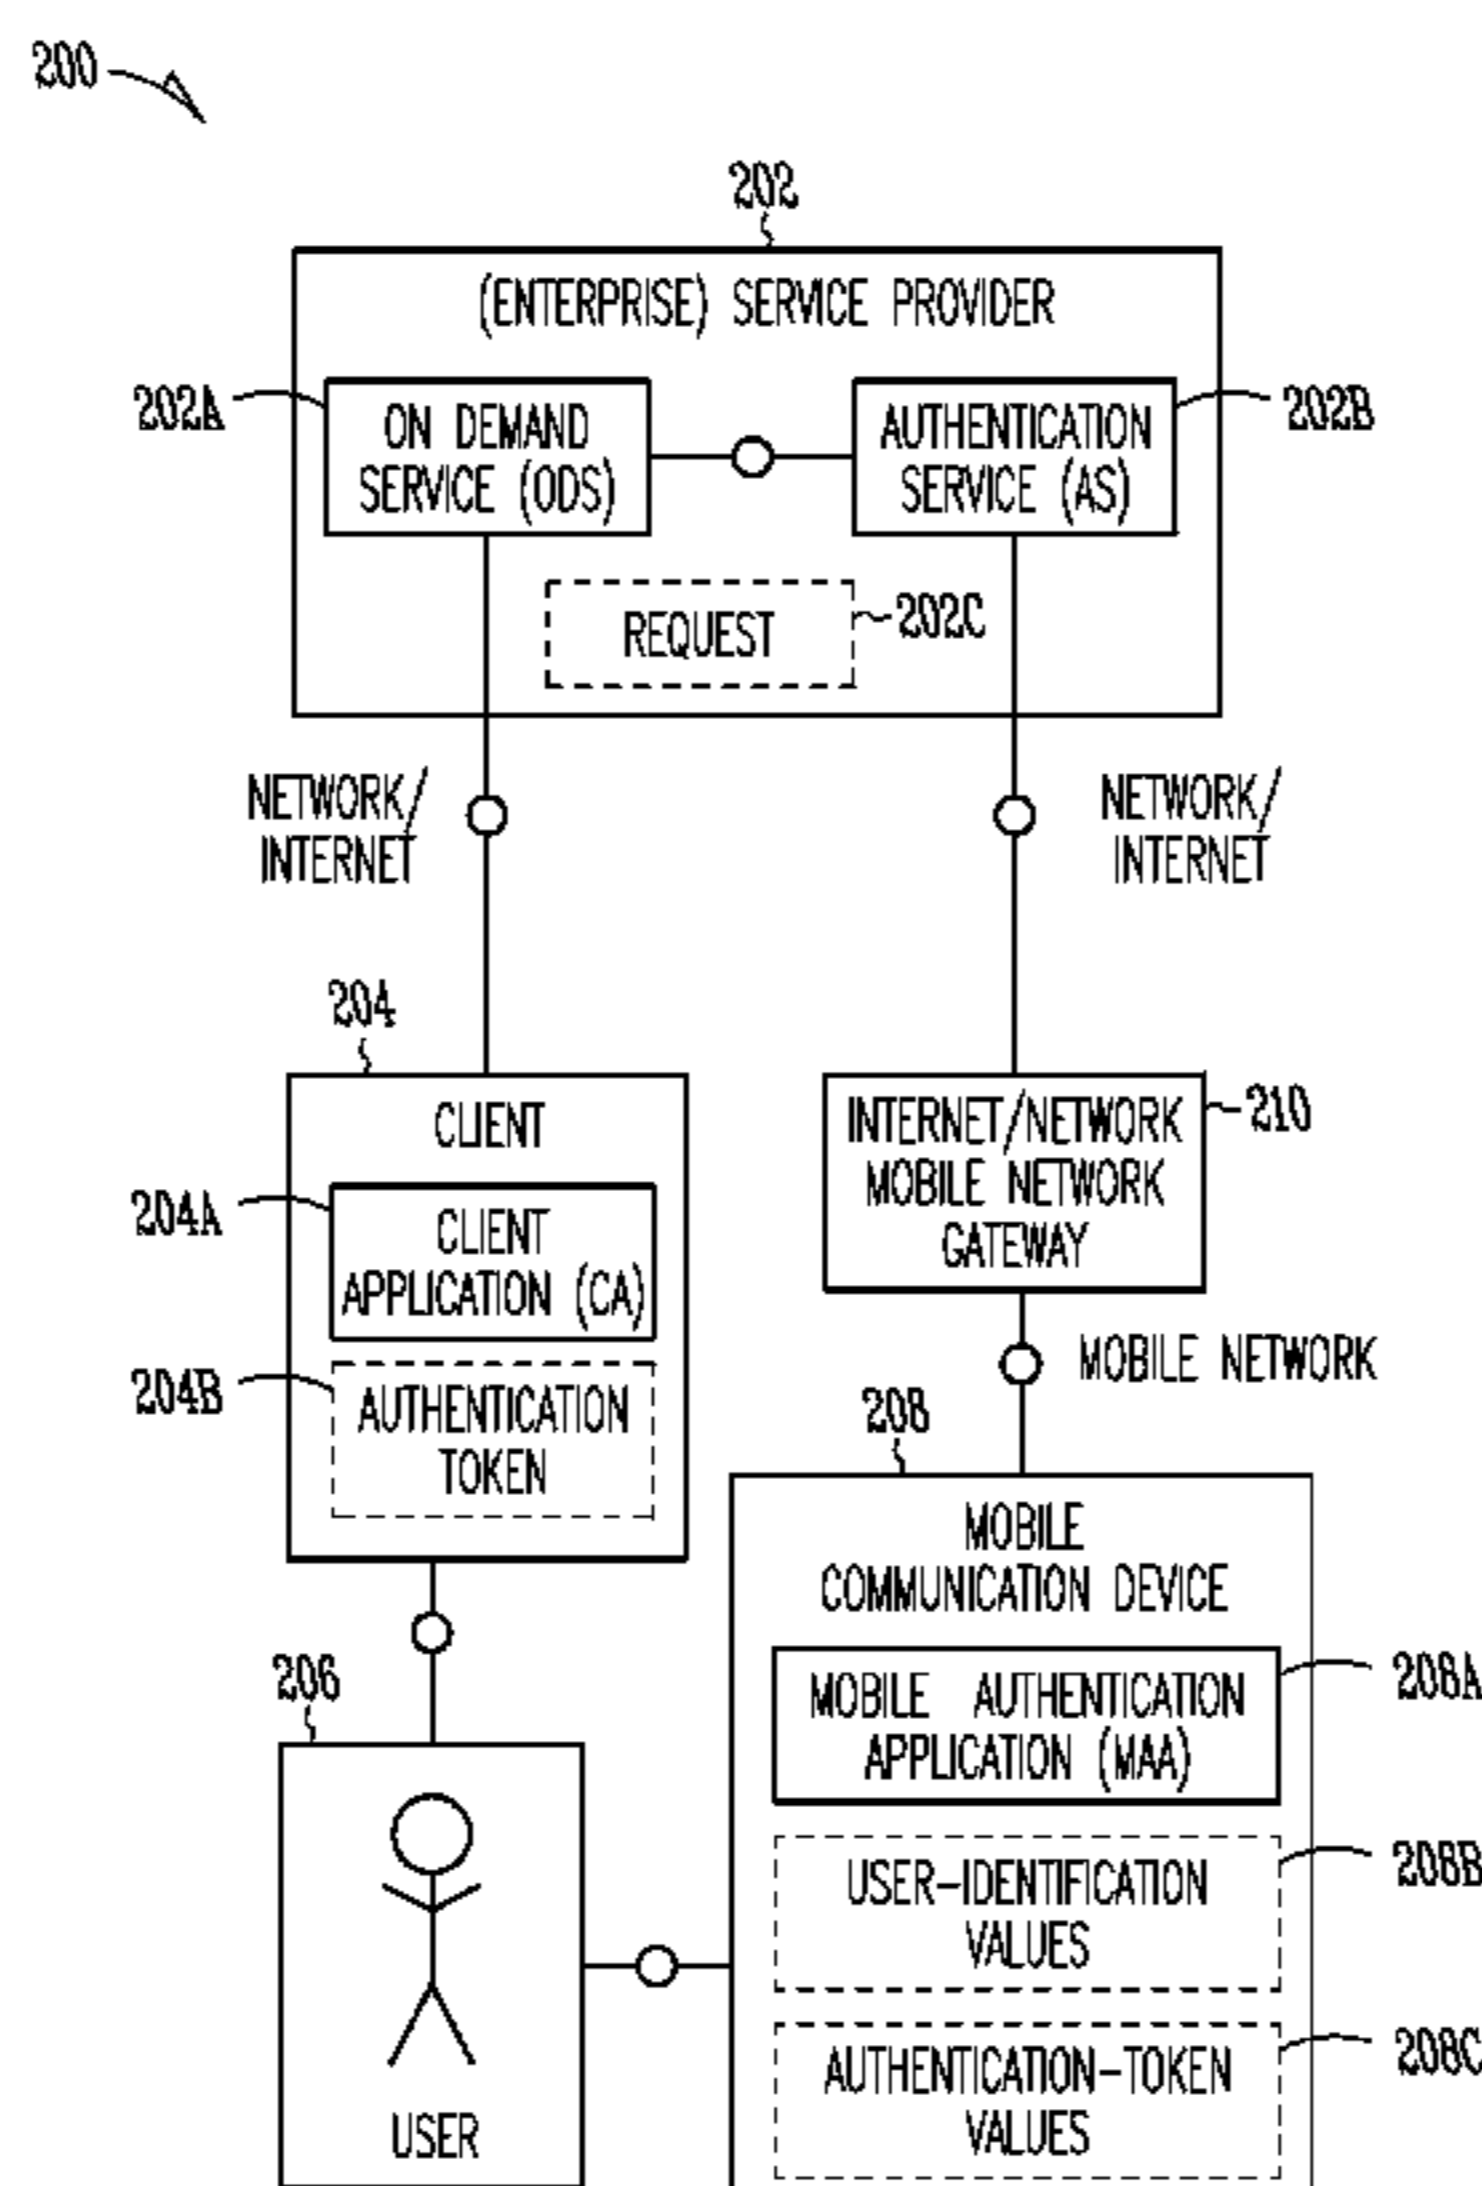 200
202
(ENTERPRISE) SERVICE PROVIDER
202A
ON DEMAND
SERVICE (ODS)
AUTHENTICATION
SERVICE (AS)
202B
REQUEST
202C
NETWORK/
INTERNET
NETWORK/
INTERNET
204
CLIENT
204A
CLIENT
APPLICATION (CA)
204B
AUTHENTICATION
TOKEN
INTERNET/NETWORK
MOBILE NETWORK
GATEWAY
210
MOBILE NETWORK
208
MOBILE
COMMUNICATION DEVICE
MOBILE AUTHENTICATION
APPLICATION (MAA)
208A
USER-IDENTIFICATION
VALUES
208B
AUTHENTICATION-TOKEN
VALUES
208C
206
USER